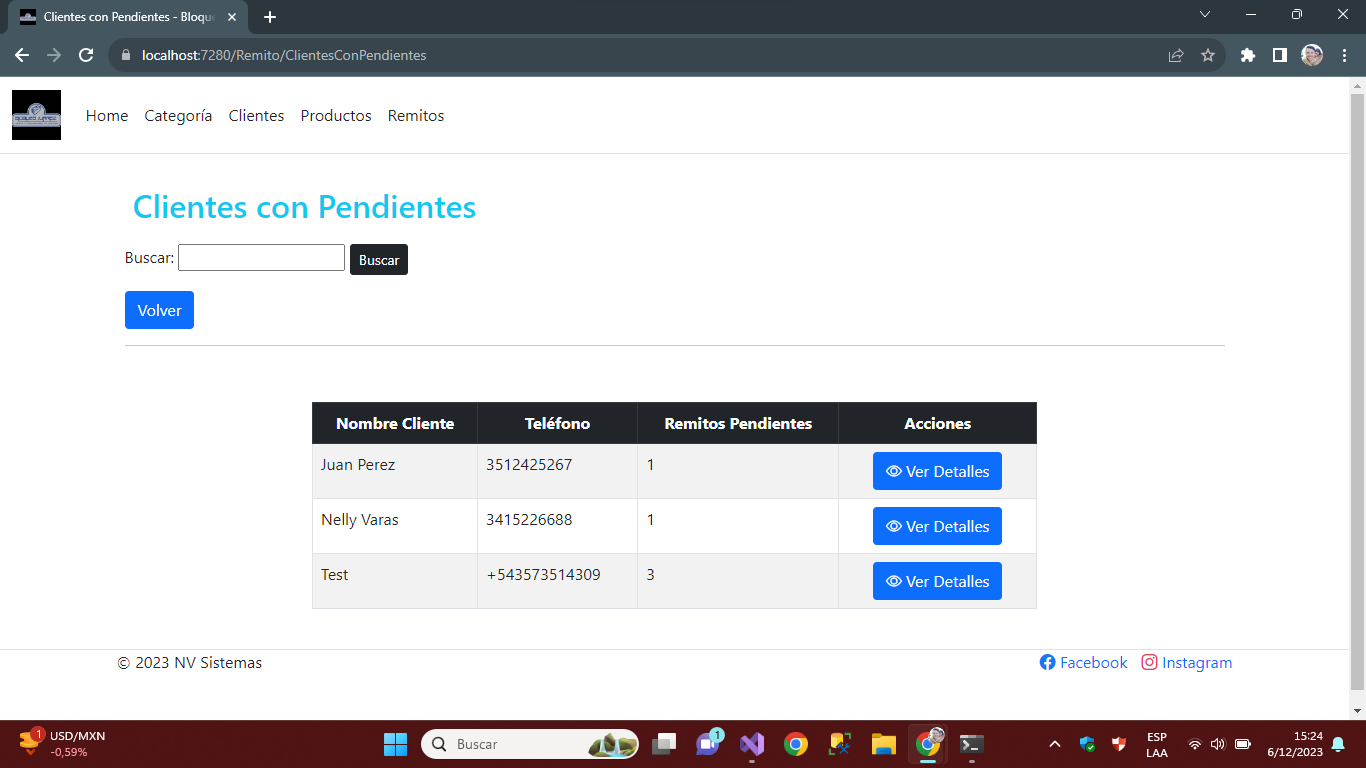 Clientes con Pendientes - Bloque
localhost:7280/Remito/ClientesConPendientes
Home Categoría Clientes Productos Remitos
Clientes con Pendientes
Buscar: Buscar
Volver
Nombre Cliente Teléfono Remitos Pendientes Acciones
Juan Perez 3512425267 1 Ver Detalles
Nelly Varas 3415226688 1 Ver Detalles
Test +543573514309 3 Ver Detalles
© 2023 NV Sistemas Facebook Instagram
1 USD/MXN Buscar 1 ESP 15:24
-0,59% LAA 6/12/2023